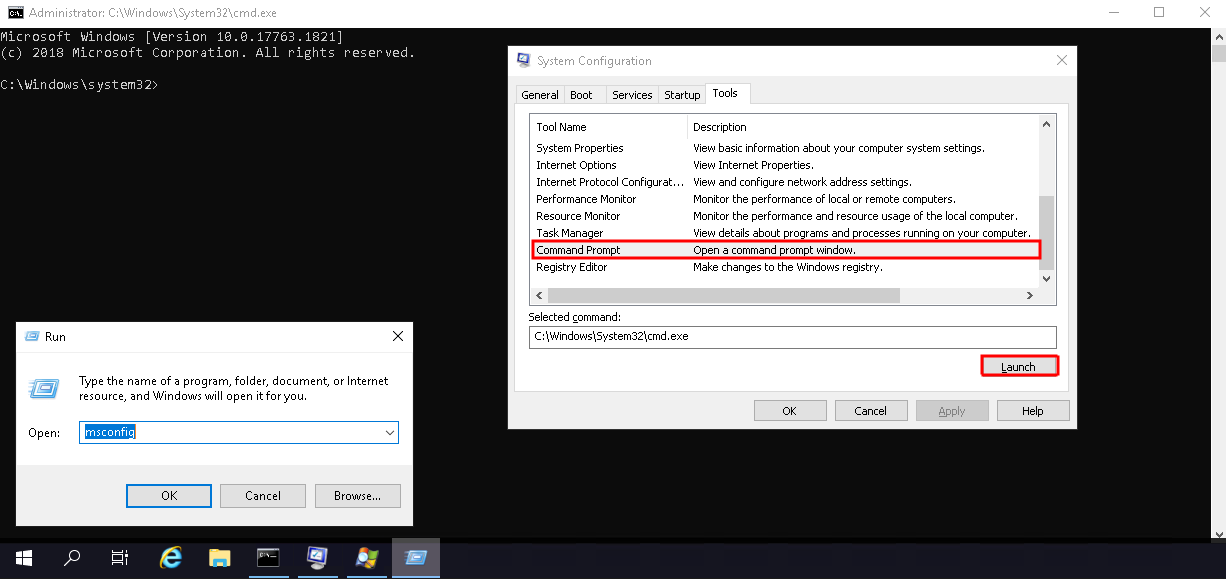 Administrator: C:\Windows\System32\cmd.exe
Microsoft Windows [Version 10.0.17763.1821]
(c) 2018 Microsoft Corporation. All rights reserved.
C:\Windows\system32>
System Configuration
General Boot Services Startup Tools
Tool Name Description
System Properties View basic information about your computer system settings.
Internet Options View Internet Properties.
Internet Protocol Configurat... View and configure network address settings.
Performance Monitor Monitor the performance of local or remote computers.
Resource Monitor Monitor the performance and resource usage of the local computer.
Task Manager View details about programs and processes running on your computer.
Command Prompt Open a command prompt window.
Registry Editor Make changes to the Windows registry.
Selected command:
C:\Windows\System32\cmd.exe
Launch
OK Cancel Apply Help
Run
Type the name of a program, folder, document, or Internet
resource, and Windows will open it for you.
Open: msconfig
OK Cancel Browse...